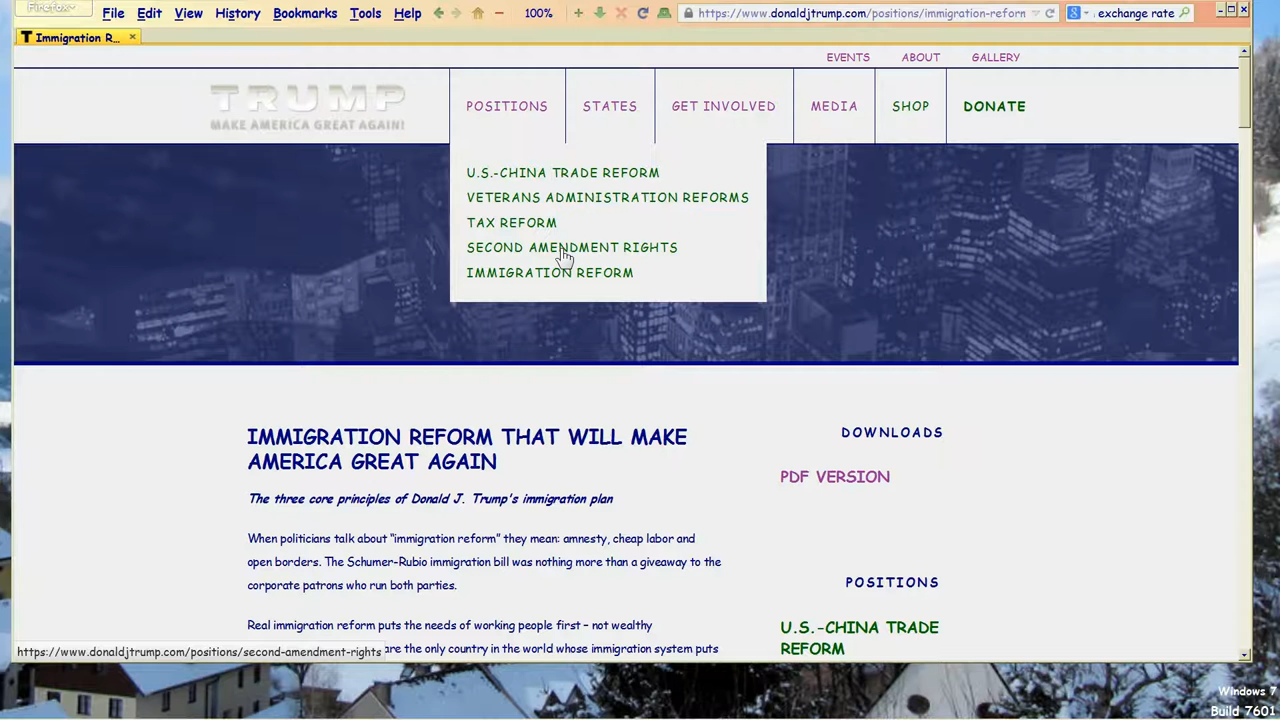 Firefox
File Edit View History Bookmarks Tools Help 100% https://www.donaldjtrump.com/positions/immigration-reform exchange rate
Immigration R...
EVENTS ABOUT GALLERY
TRUMP
MAKE AMERICA GREAT AGAIN!
POSITIONS STATES GET INVOLVED MEDIA SHOP DONATE
U.S.-CHINA TRADE REFORM
VETERANS ADMINISTRATION REFORMS
TAX REFORM
SECOND AMENDMENT RIGHTS
IMMIGRATION REFORM
IMMIGRATION REFORM THAT WILL MAKE
AMERICA GREAT AGAIN
The three core principles of Donald J. Trump's immigration plan
When politicians talk about “immigration reform” they mean: amnesty, cheap labor and
open borders. The Schumer-Rubio immigration bill was nothing more than a giveaway to the
corporate patrons who run both parties.
Real immigration reform puts the needs of working people first – not wealthy
are the only country in the world whose immigration system puts
DOWNLOADS
PDF VERSION
POSITIONS
U.S.-CHINA TRADE
REFORM
https://www.donaldjtrump.com/positions/second-amendment-rights
Windows 7
Build 7601